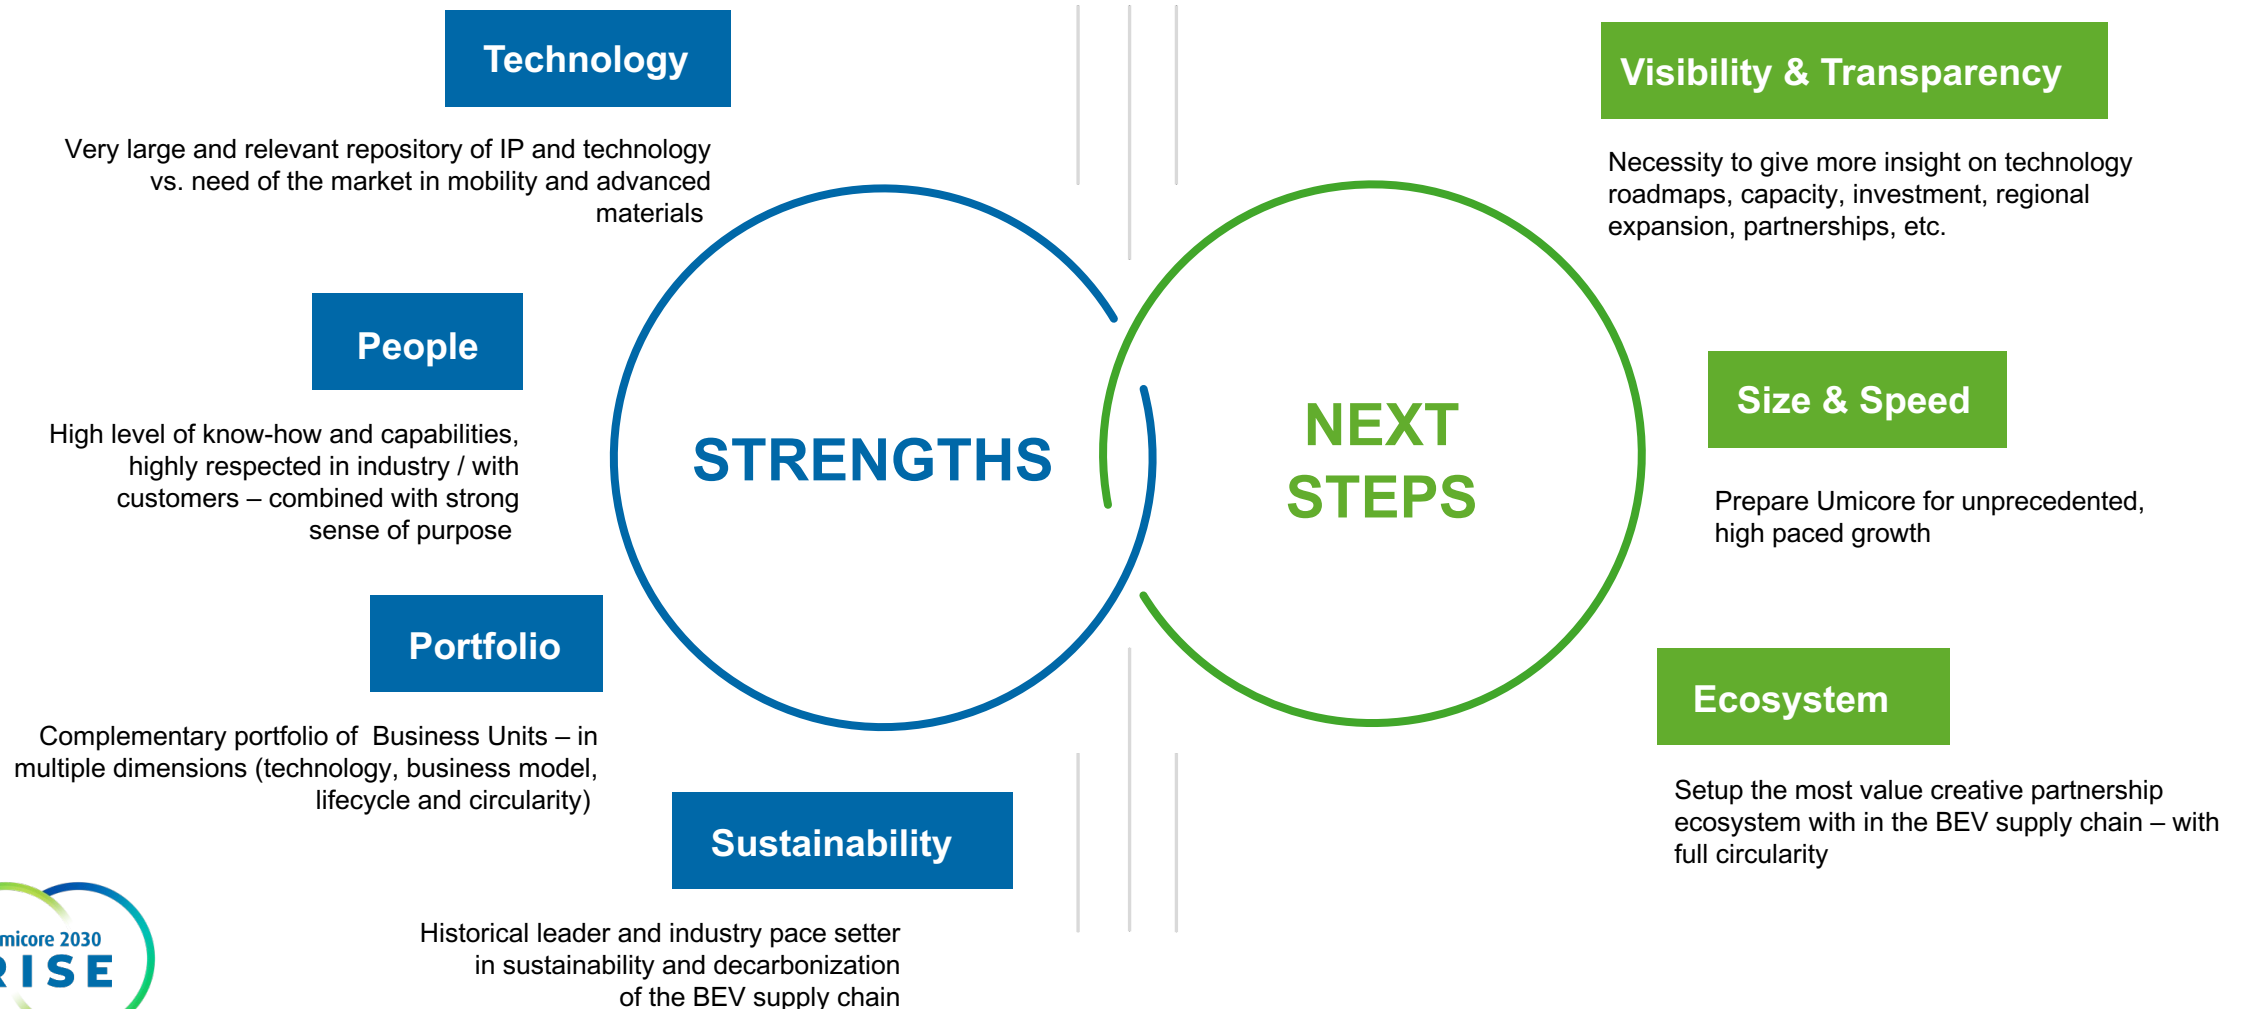 Technology
Very large and relevant repository of IP and technology
vs. need of the market in mobility and advanced
materials
People
High level of know-how and capabilities,
highly respected in industry / with
customers – combined with strong
sense of purpose
Portfolio
Complementary portfolio of Business Units – in
multiple dimensions (technology, business model,
lifecycle and circularity)
Sustainability
Historical leader and industry pace setter
in sustainability and decarbonization
of the BEV supply chain
STRENGTHS
NEXT
STEPS
Visibility & Transparency
Necessity to give more insight on technology
roadmaps, capacity, investment, regional
expansion, partnerships, etc.
Size & Speed
Prepare Umicore for unprecedented,
high paced growth
Ecosystem
Setup the most value creative partnership
ecosystem with in the BEV supply chain – with
full circularity
micore 2030
RISE